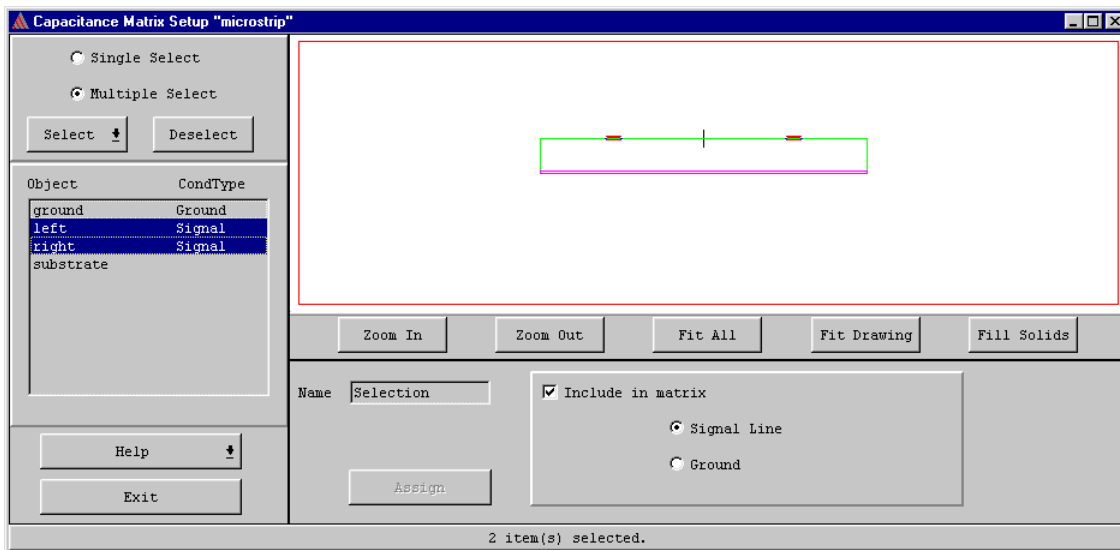 Capacitance Matrix Setup "microstrip"
Single Select
Multiple Select
Select Deselect
Object CondType
ground Ground
left Signal
right Signal
substrate
Help
Exit
Zoom In Zoom Out Fit All Fit Drawing Fill Solids
Name Selection
Include in matrix
Signal Line
Ground
Assign
2 item(s) selected.